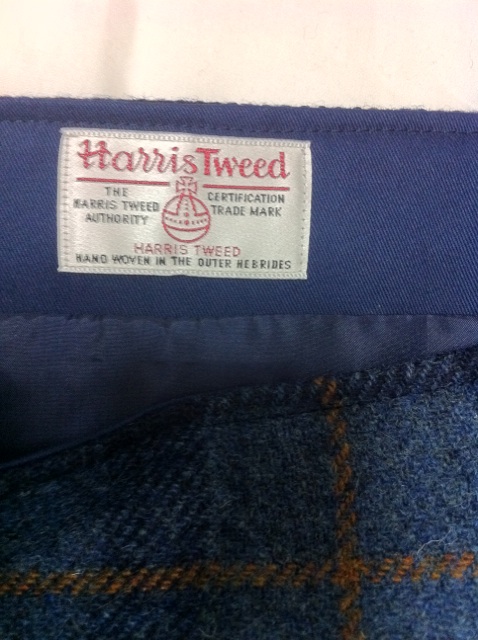 Harris Tweed
THE
HARRIS TWEED
AUTHORITY
CERTIFICATION
TRADE MARK
HARRIS TWEED
HAND WOVEN IN THE OUTER HEBRIDES